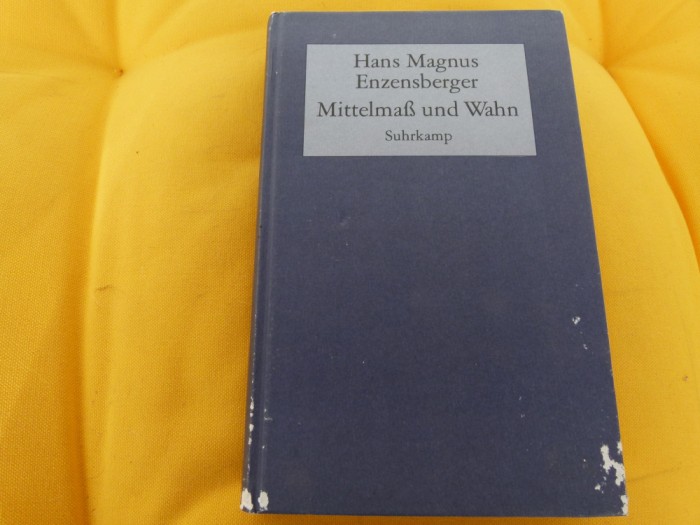 Hans Magnus
Enzensberger
Mittelmaß und Wahn
Suhrkamp